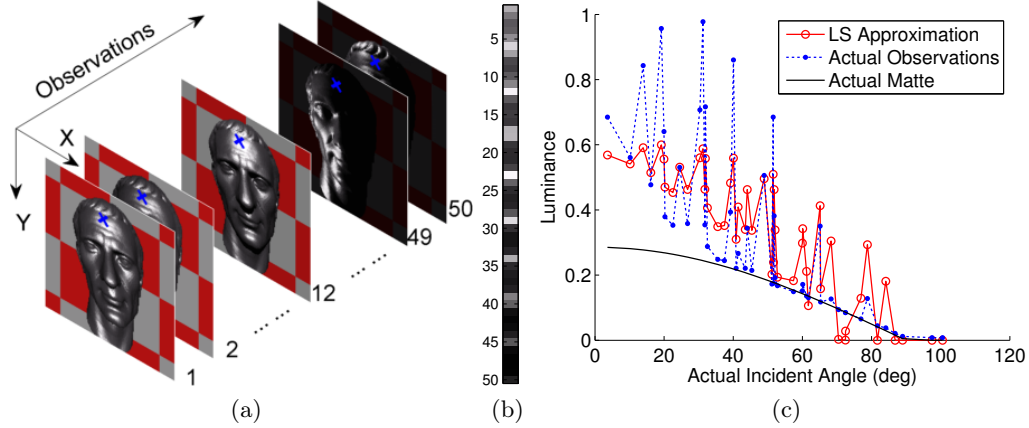 Observations
X
Y
1
2
... ...
12
... ...
49
50
(a)
5
10
15
20
25
30
35
40
45
50
(b)
1
0.8
0.6
0.4
0.2
0
Luminance
LS Approximation
Actual Observations
Actual Matte
0 20 40 60 80 100 120
Actual Incident Angle (deg)
(c)